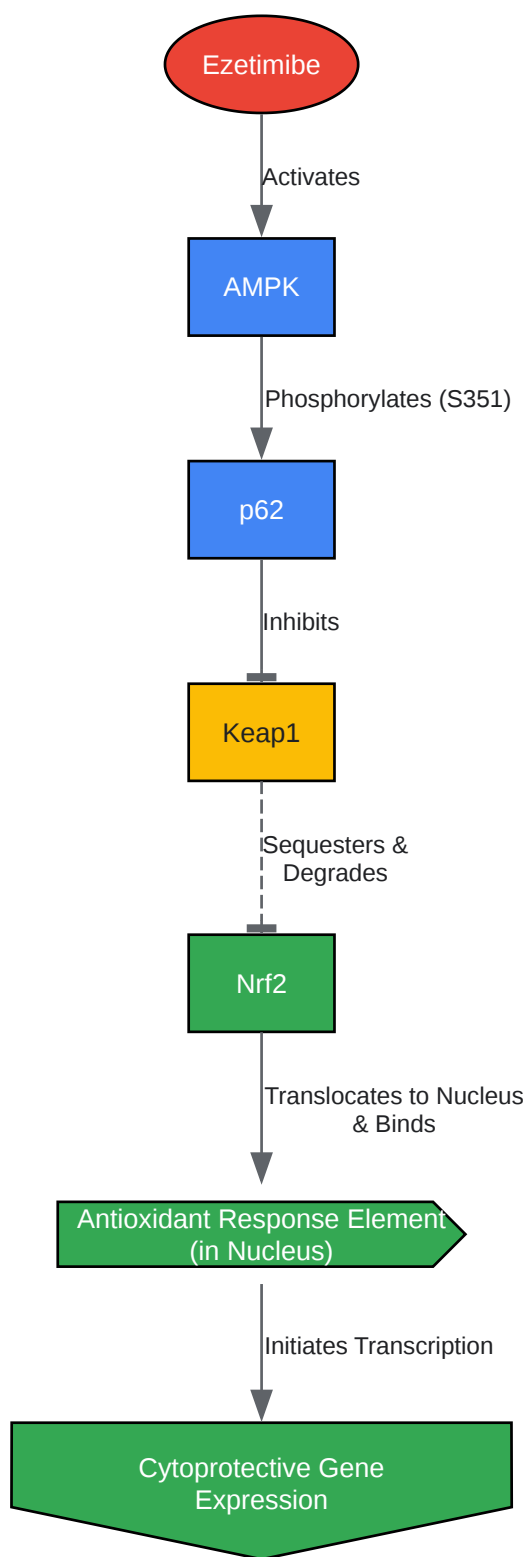 Ezetimibe
Activates
AMPK
Phosphorylates (S351)
p62
Inhibits
Keap1
Sequesters &
Degrades
Nrf2
Translocates to Nucleus
& Binds
Antioxidant Response Element
(in Nucleus)
Initiates Transcription
Cytoprotective Gene
Expression